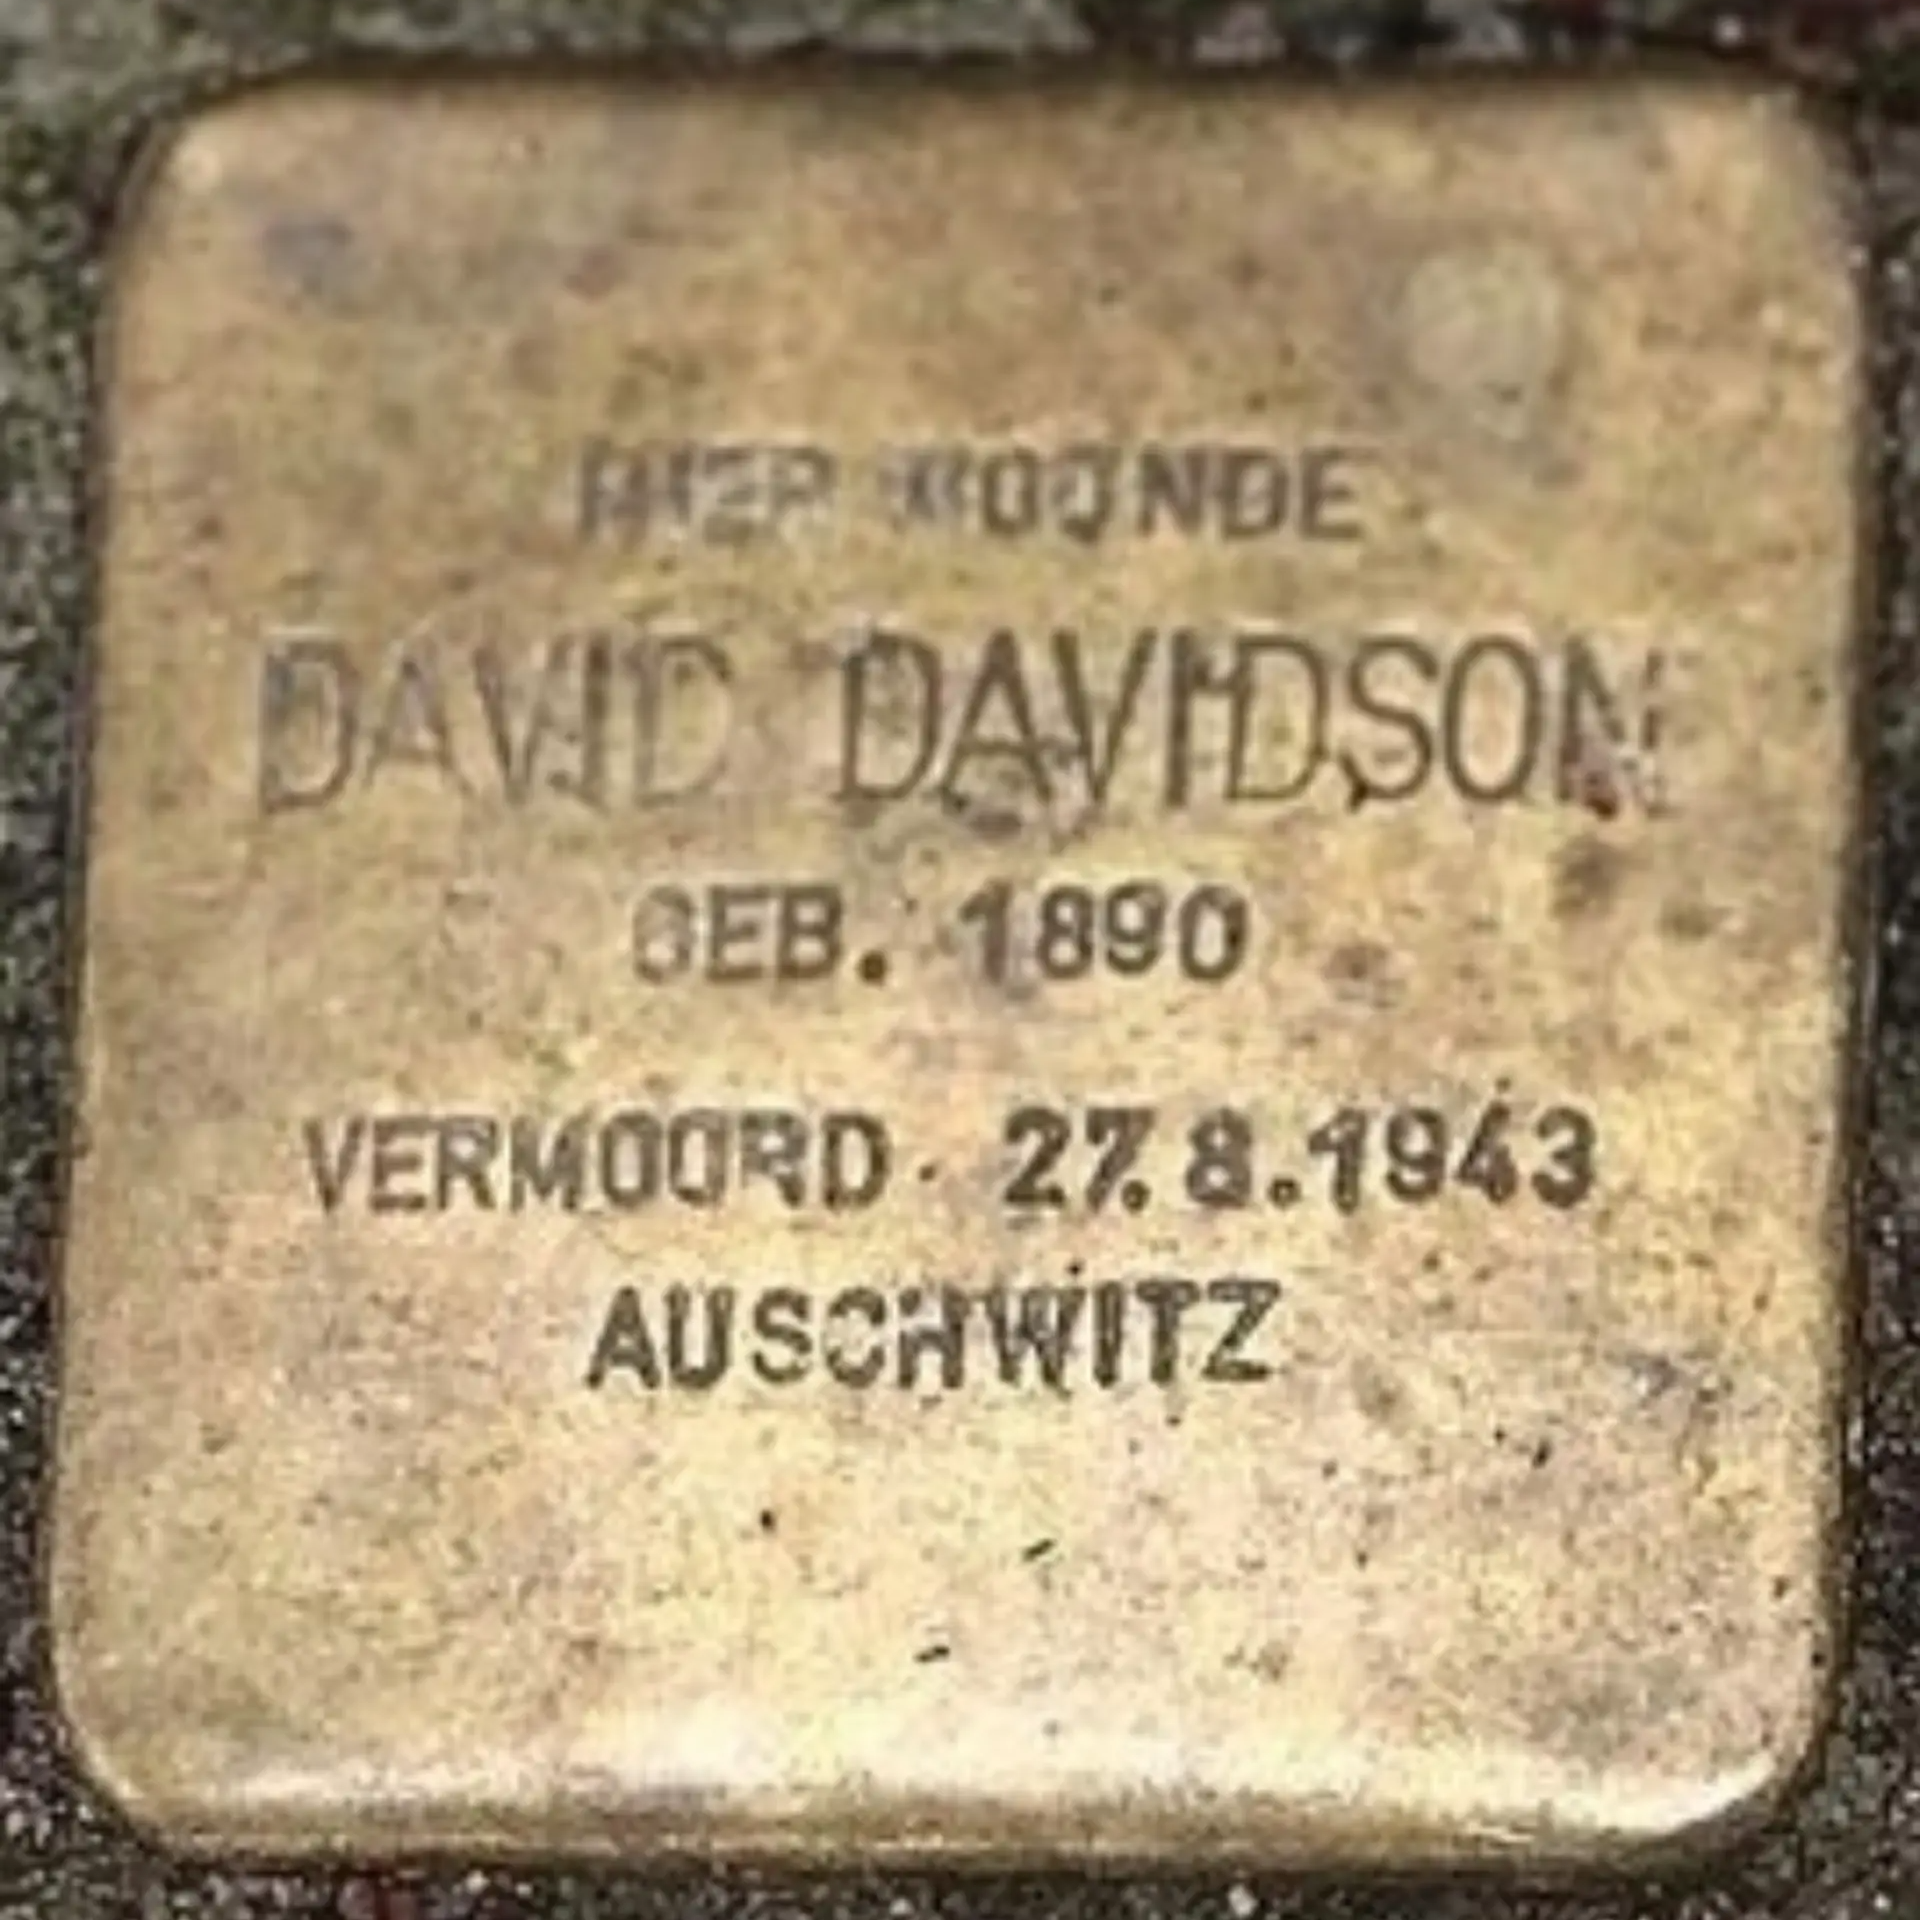 HIER WOONDE
DAVID DAVIDSON
GEB. 1890
VERMOORD 27.8.1943
AUSCHWITZ